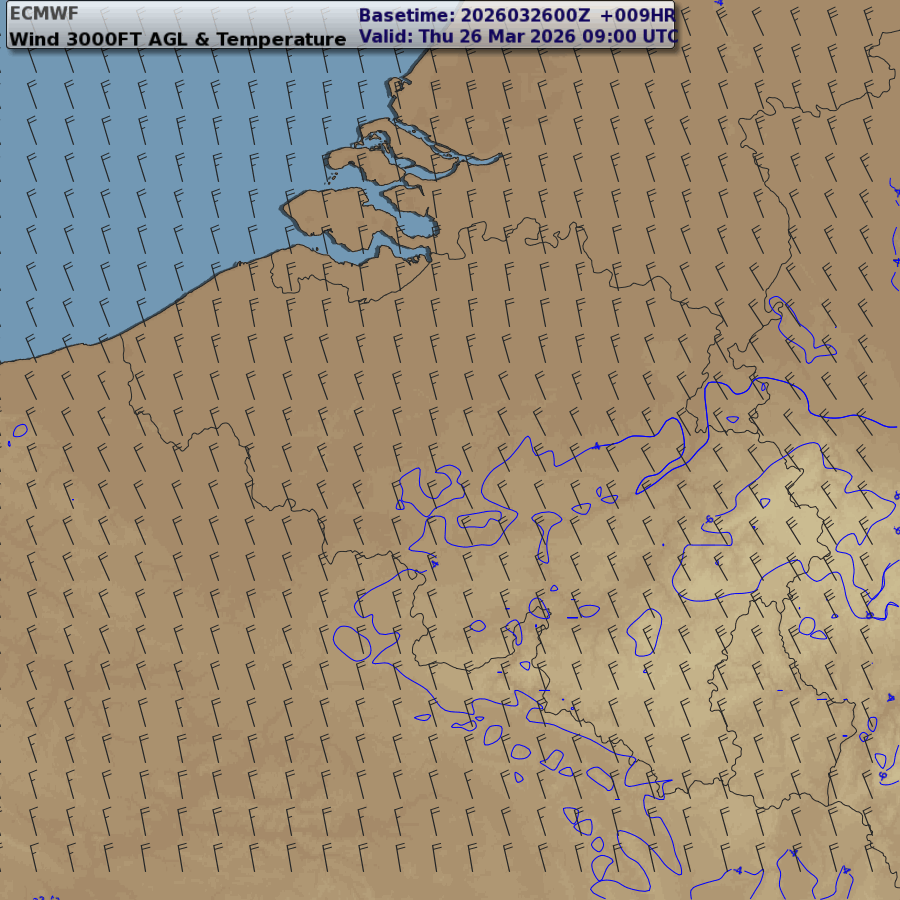 ECMWF
Wind 3000FT AGL & Temperature
Basetime: 2026032600Z +009HR
Valid: Thu 26 Mar 2026 09:00 UTC